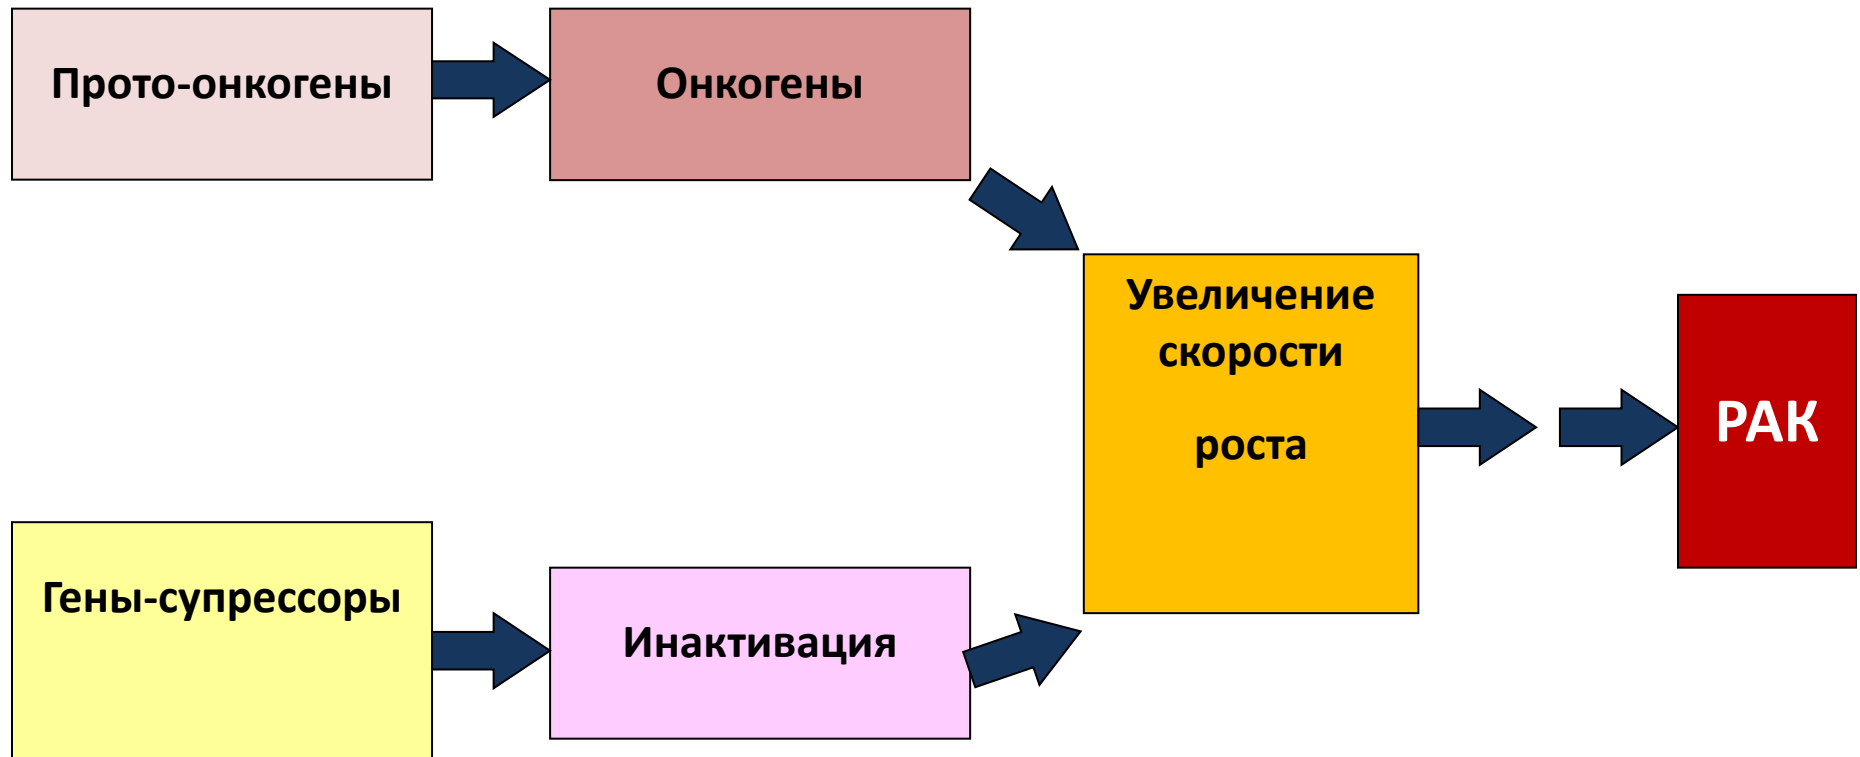 Прото-онкогены
Онкогены
Увеличение
скорости
роста
РАК
Гены-супрессоры
Инактивация